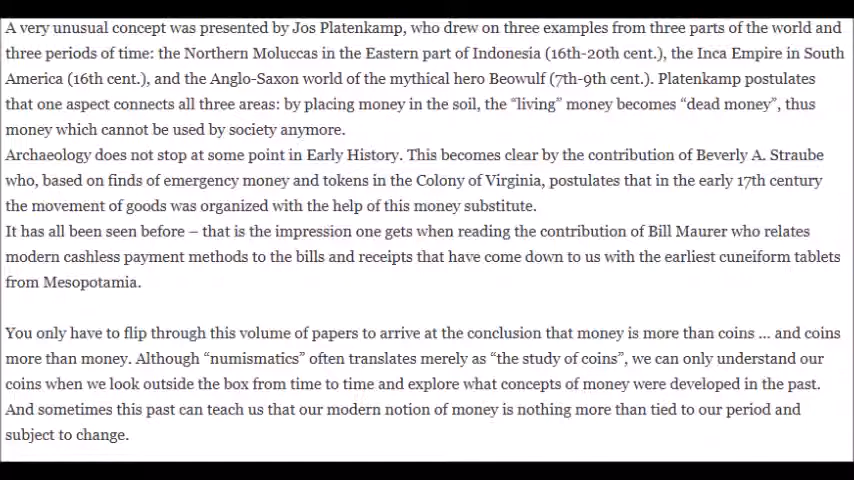 A very unusual concept was presented by Jos Platenkamp, who drew on three examples from three parts of the world and
three periods of time: the Northern Moluccas in the Eastern part of Indonesia (16th-20th cent.), the Inca Empire in South
America (16th cent.), and the Anglo-Saxon world of the mythical hero Beowulf (7th-9th cent.). Platenkamp postulates
that one aspect connects all three areas: by placing money in the soil, the “living” money becomes “dead money”, thus
money which cannot be used by society anymore.
Archaeology does not stop at some point in Early History. This becomes clear by the contribution of Beverly A. Straube
who, based on finds of emergency money and tokens in the Colony of Virginia, postulates that in the early 17th century
the movement of goods was organized with the help of this money substitute.
It has all been seen before – that is the impression one gets when reading the contribution of Bill Maurer who relates
modern cashless payment methods to the bills and receipts that have come down to us with the earliest cuneiform tablets
from Mesopotamia.
You only have to flip through this volume of papers to arrive at the conclusion that money is more than coins ... and coins
more than money. Although “numismatics” often translates merely as “the study of coins”, we can only understand our
coins when we look outside the box from time to time and explore what concepts of money were developed in the past.
And sometimes this past can teach us that our modern notion of money is nothing more than tied to our period and
subject to change.